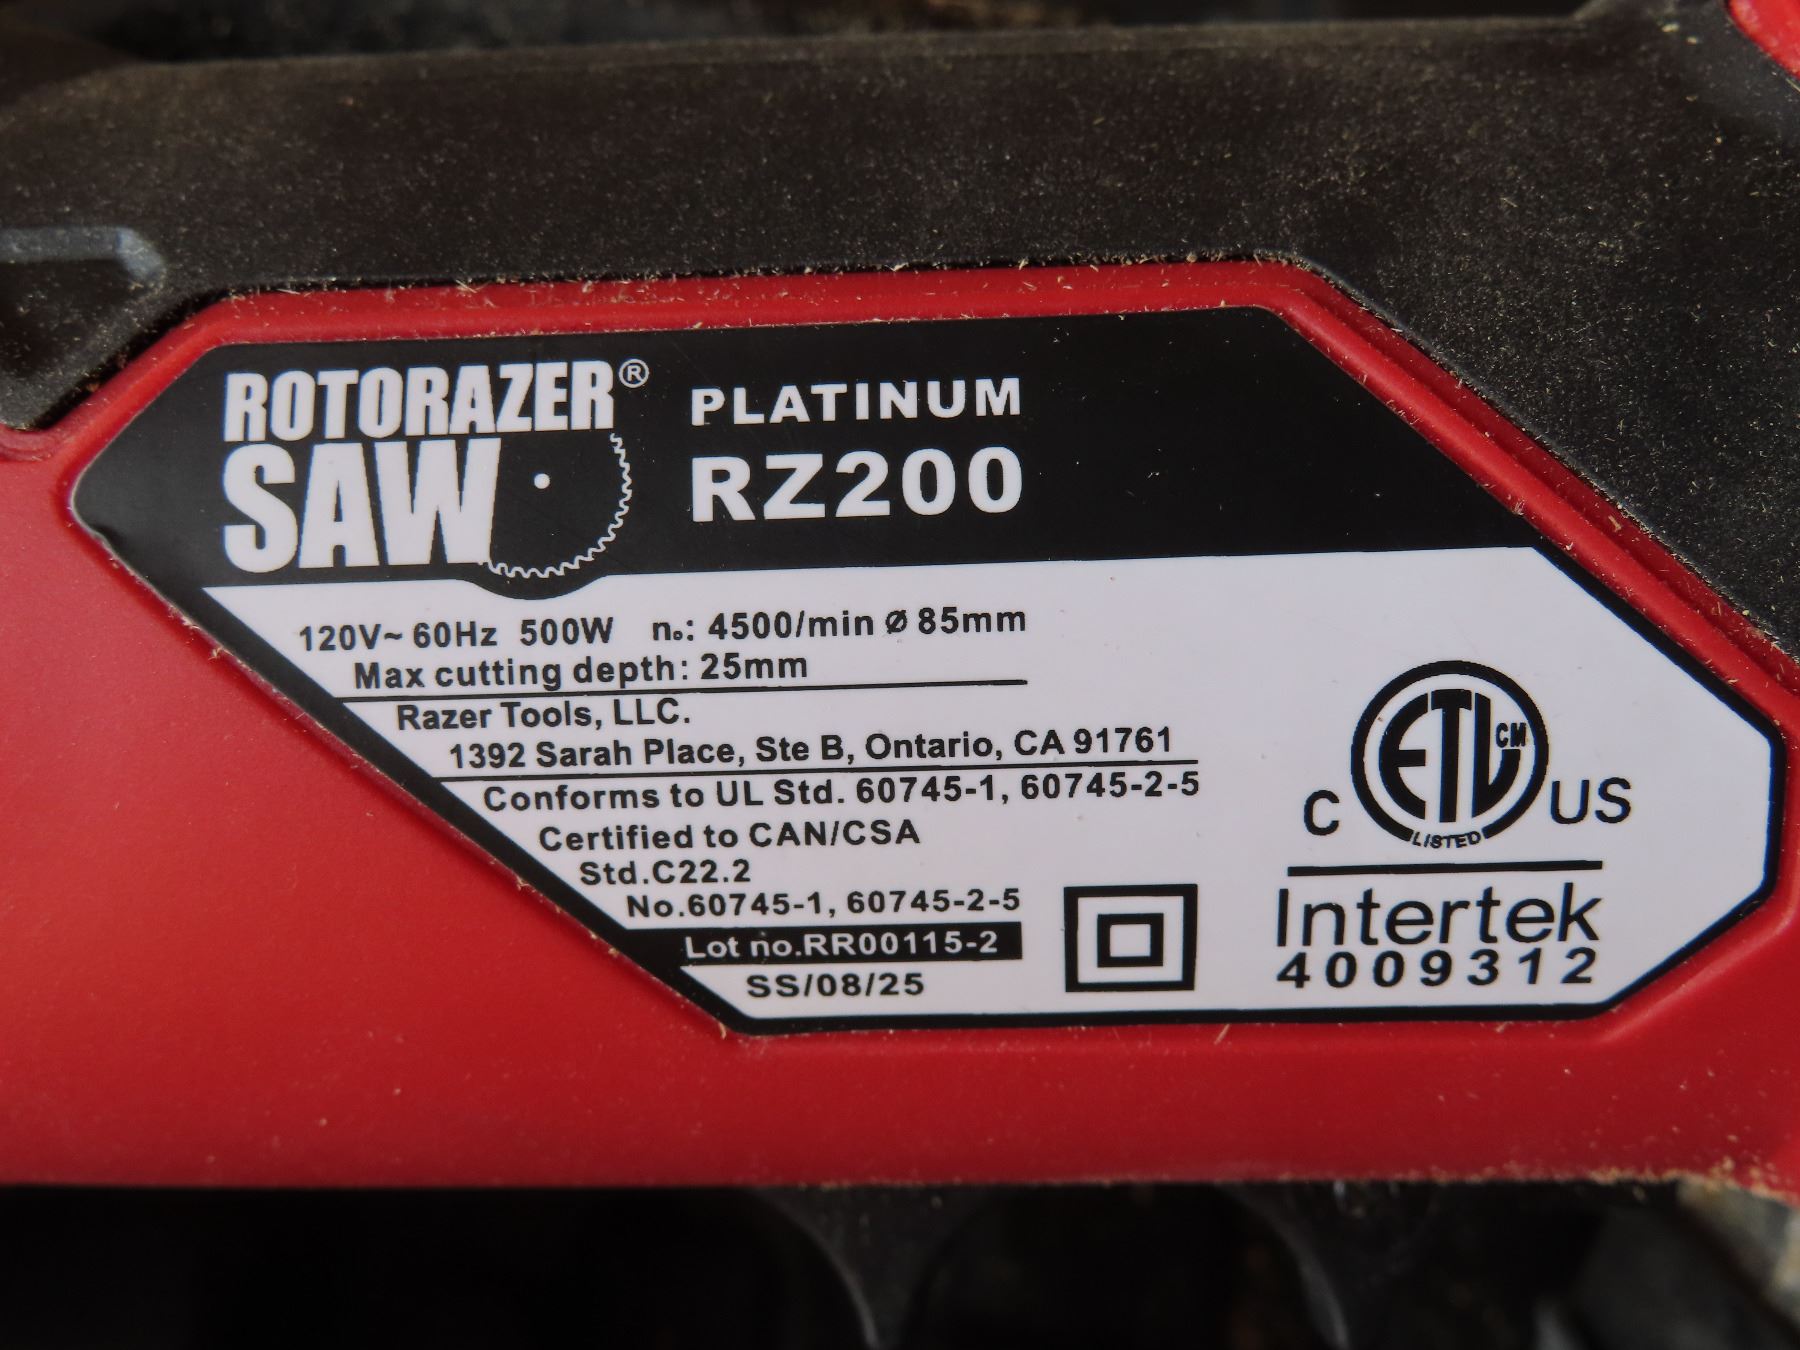 ROTORAZER®
SAW
PLATINUM
RZ200
120V~ 60Hz 500W n₀: 4500/min Ø 85mm
Max cutting depth: 25mm
Razer Tools, LLC.
1392 Sarah Place, Ste B, Ontario, CA 91761
Conforms to UL Std. 60745-1, 60745-2-5
Certified to CAN/CSA
Std.C22.2
No.60745-1, 60745-2-5
Lot no.RR00115-2
SS/08/25
C ETL CM US
LISTED
Intertek
4009312